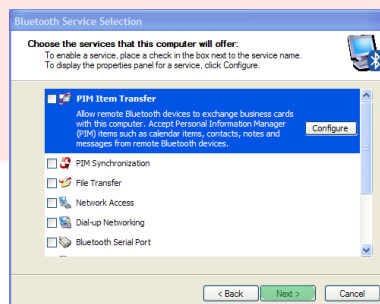 Bluetooth Service Selection
Choose the services that this computer will offer:
To enable a service, place a check in the box next to the service name.
To display the properties panel for a service, click Configure.
PIM Item Transfer
Allow remote Bluetooth devices to exchange business cards
with this computer. Accept Personal Information Manager
(PIM) items such as calendar items, contacts, notes and
messages from remote Bluetooth devices.
Configure
PIM Synchronization
File Transfer
Network Access
Dial-up Networking
Bluetooth Serial Port
< Back
Next >
Cancel